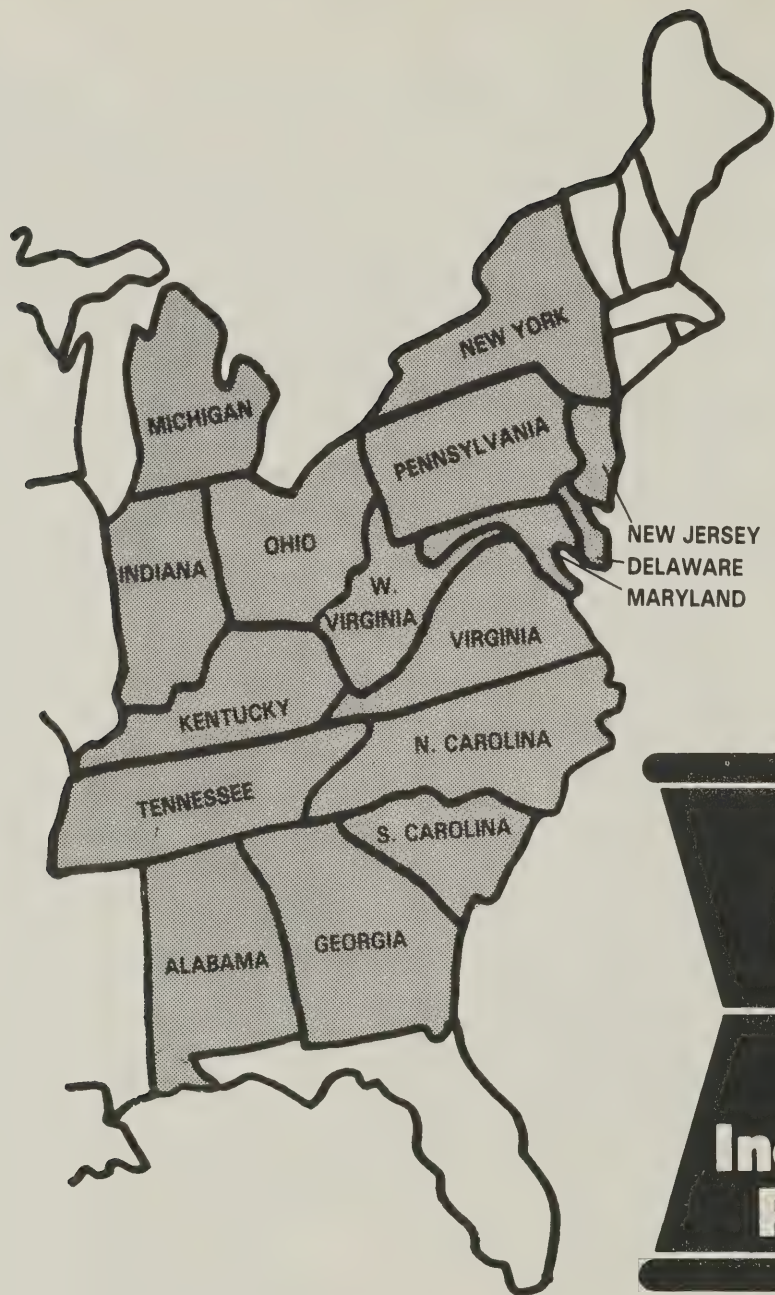 NEW YORK
MICHIGAN
PENNSYLVANIA
NEW JERSEY
DELAWARE
MARYLAND
OHIO
INDIANA
W.
VIRGINIA
VIRGINIA
KENTUCKY
N. CAROLINA
TENNESSEE
S. CAROLINA
GEORGIA
ALABAMA